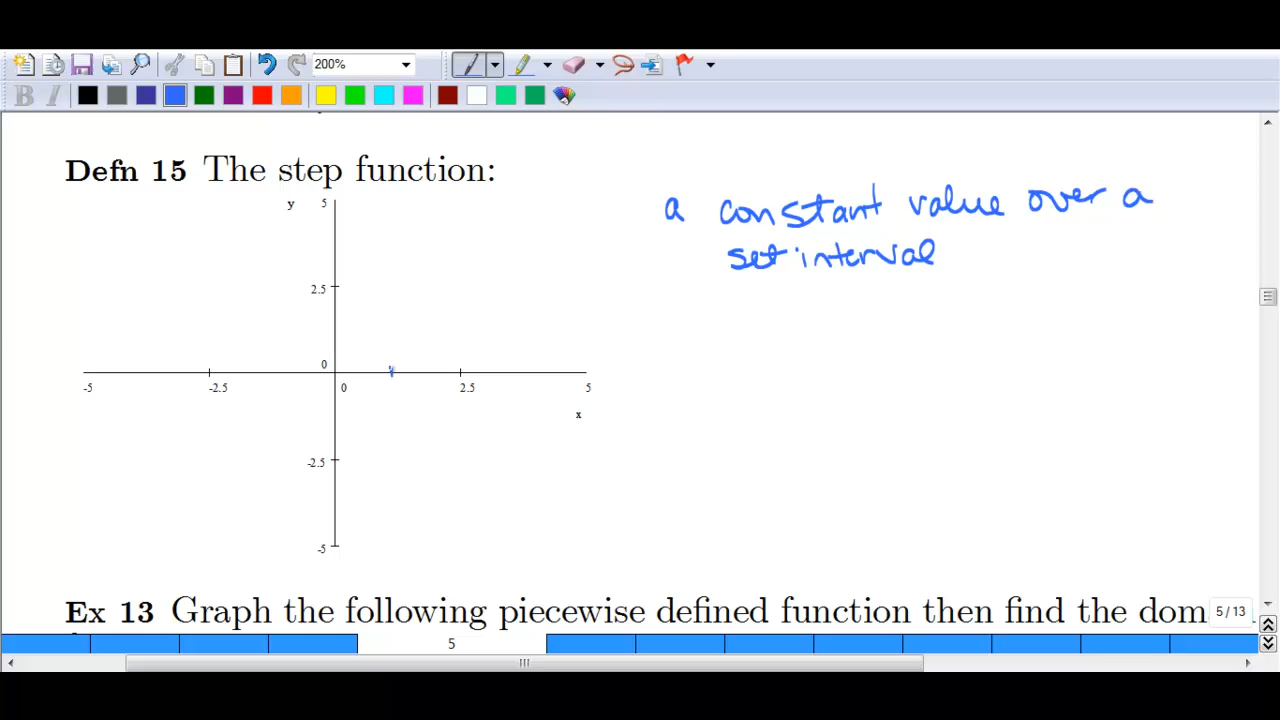 200%
B I
Defn 15 The step function:
a constant value over a
set interval
y 5
2.5
0
-5 -2.5 0 2.5 5
x
-2.5
-5
Ex 13 Graph the following piecewise defined function then find the dom
5 / 13
5